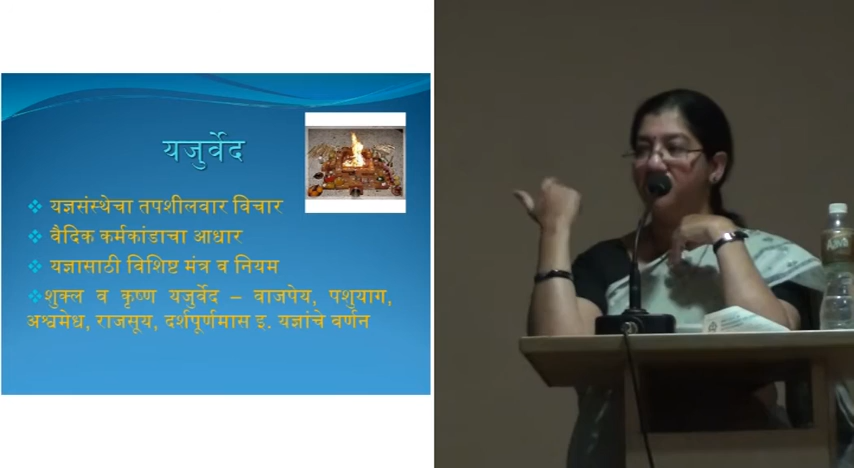 यजुर्वेद
यज्ञसंस्थेचा तपशीलवार विचार
वैदिक कर्मकांडाचा आधार
यज्ञासाठी विशिष्ट मंत्र व नियम
शुक्ल व कृष्ण यजुर्वेद – वाजपेय, पशुयाग,
अश्वमेध, राजसूय, दर्शपूर्णमास इ. यज्ञांचे वर्णन